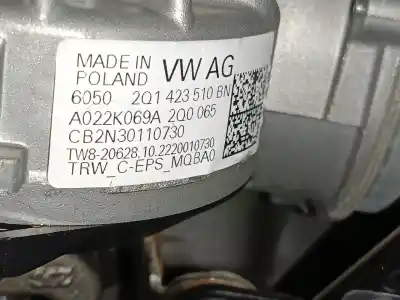 MADE IN
POLAND VW AG
6050 2Q1 423 510 BN
A022K069A 2Q0 065
CB2N30110730
TW8-20628.10.2220010730
TRW_C-EPS_MQBA0